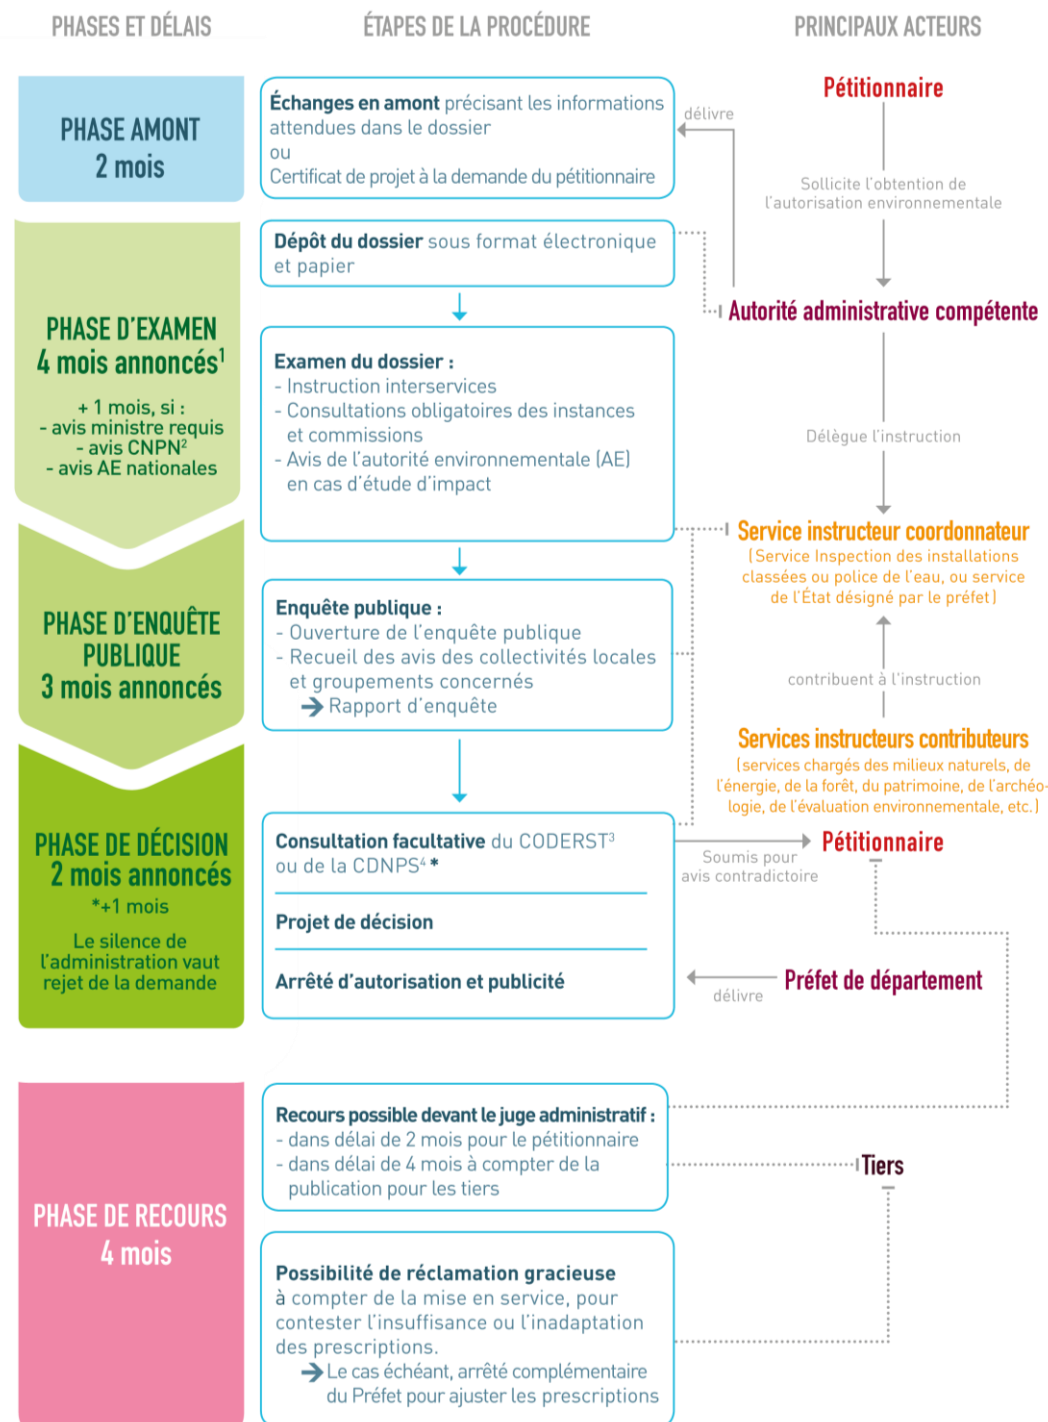 PHASES ET DÉLAIS
ÉTAPES DE LA PROCÉDURE
PRINCIPAUX ACTEURS
PHASE AMONT
2 mois
Échanges en amont précisant les informations
attendues dans le dossier
ou
Certificat de projet à la demande du pétitionnaire
délivre
Pétitionnaire
Sollicite l'obtention de
l'autorisation environnementale
Autorité administrative compétente
PHASE D'EXAMEN
4 mois annoncés¹
+ 1 mois, si :
- avis ministre requis
- avis CNPN²
- avis AE nationales
Dépôt du dossier sous format électronique
et papier
Examen du dossier :
- Instruction interservices
- Consultations obligatoires des instances
et commissions
- Avis de l'autorité environnementale (AE)
en cas d'étude d'impact
Délègue l'instruction
Service instructeur coordonnateur
(Service Inspection des installations
classées ou police de l'eau, ou service
de l'État désigné par le préfet)
PHASE D'ENQUÊTE
PUBLIQUE
3 mois annoncés
Enquête publique :
- Ouverture de l'enquête publique
- Recueil des avis des collectivités locales
et groupements concernés
➔ Rapport d'enquête
contribuent à l'instruction
Services instructeurs contributeurs
(services chargés des milieux naturels, de
l'énergie, de la forêt, du patrimoine, de l'archéo-
logie, de l'évaluation environnementale, etc.)
PHASE DE DÉCISION
2 mois annoncés
*+1 mois
Le silence de
l'administration vaut
rejet de la demande
Consultation facultative du CODERST³
ou de la CDNPS⁴ *
Projet de décision
Arrêté d'autorisation et publicité
Soumis pour
avis contradictoire
Pétitionnaire
délivre
Préfet de département
PHASE DE RECOURS
4 mois
Recours possible devant le juge administratif :
- dans délai de 2 mois pour le pétitionnaire
- dans délai de 4 mois à compter de la
publication pour les tiers
Tiers
Possibilité de réclamation gracieuse
à compter de la mise en service, pour
contester l'insuffisance ou l'inadaptation
des prescriptions.
➔ Le cas échéant, arrêté complémentaire
du Préfet pour ajuster les prescriptions